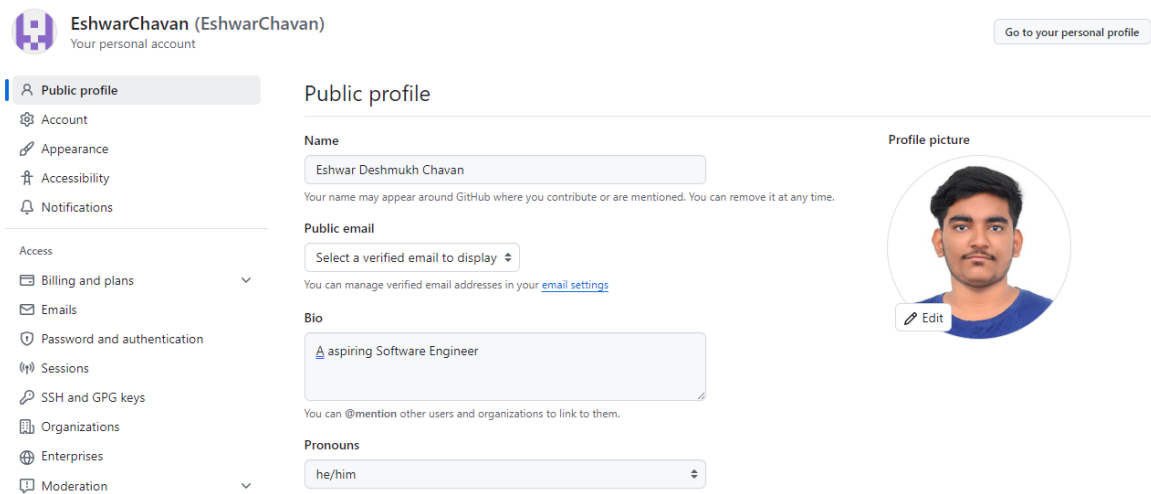 EshwarChavan (EshwarChavan)
Your personal account
Go to your personal profile
Public profile
Account
Appearance
Accessibility
Notifications
Access
Billing and plans
Emails
Password and authentication
Sessions
SSH and GPG keys
Organizations
Enterprises
Moderation
Public profile
Name
Eshwar Deshmukh Chavan
Your name may appear around GitHub where you contribute or are mentioned. You can remove it at any time.
Public email
Select a verified email to display
You can manage verified email addresses in your email settings
Bio
A aspiring Software Engineer
You can @mention other users and organizations to link to them.
Pronouns
he/him
Profile picture
Edit